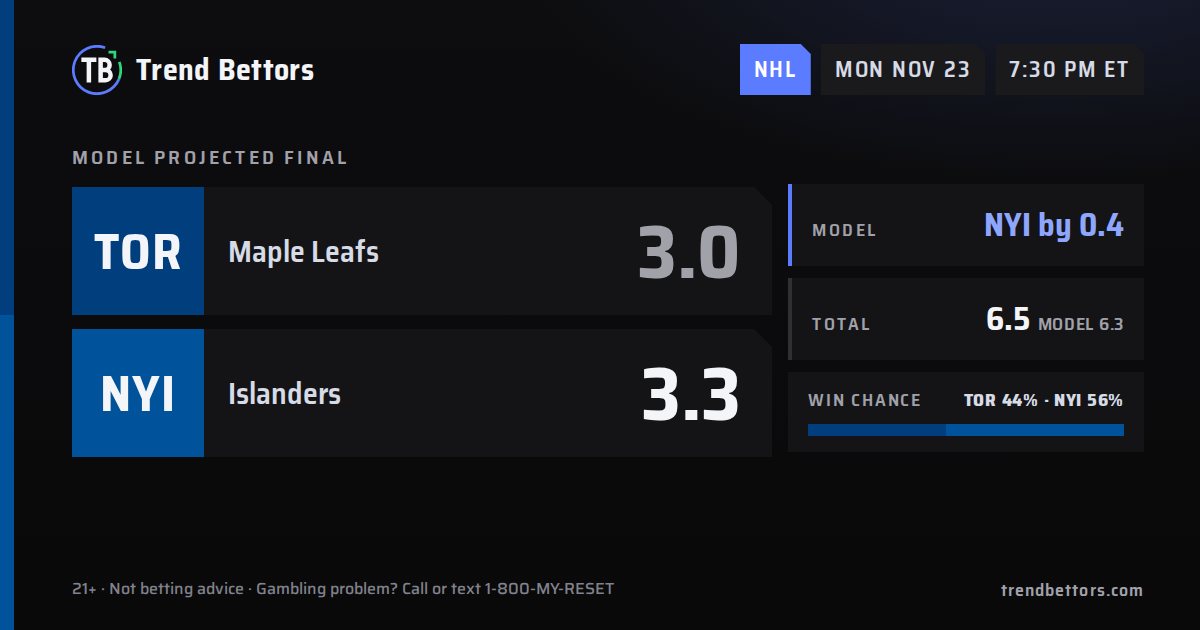 TB Trend Bettors
NHL
MON NOV 23
7:30 PM ET
MODEL PROJECTED FINAL
TOR Maple Leafs 3.0
NYI Islanders 3.3
MODEL NYI by 0.4
TOTAL 6.5 MODEL 6.3
WIN CHANCE TOR 44% · NYI 56%
21+ · Not betting advice · Gambling problem? Call or text 1-800-MY-RESET
trendbettors.com